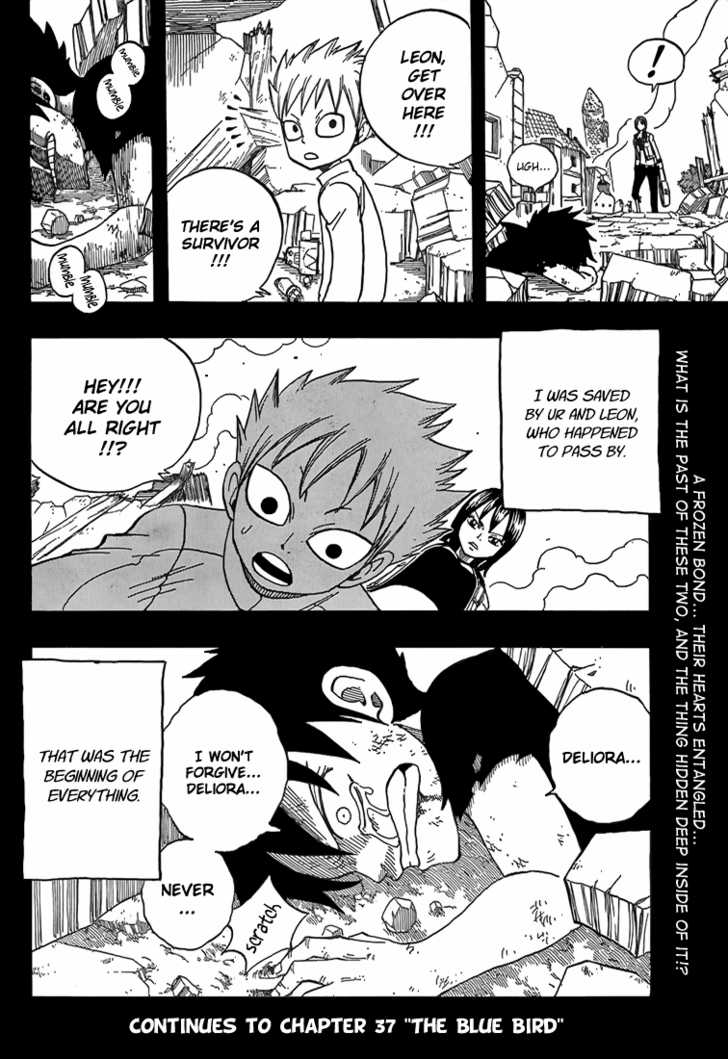 !
UGH...
LEON,
GET
OVER
HERE
!!!
THERE'S A
SURVIVOR
!!!
mumble
mumble
mumble
mumble
I WAS SAVED
BY UR AND LEON,
WHO HAPPENED
TO PASS BY.
HEY!!!
ARE YOU
ALL RIGHT
!!?
DELIORA...
I WON'T
FORGIVE...
DELIORA...
THAT WAS THE
BEGINNING OF
EVERYTHING.
NEVER
...
scratch
A FROZEN BOND... THEIR HEARTS ENTANGLED...
WHAT IS THE PAST OF THESE TWO, AND THE THING HIDDEN DEEP INSIDE OF IT!?
CONTINUES TO CHAPTER 37 "THE BLUE BIRD"